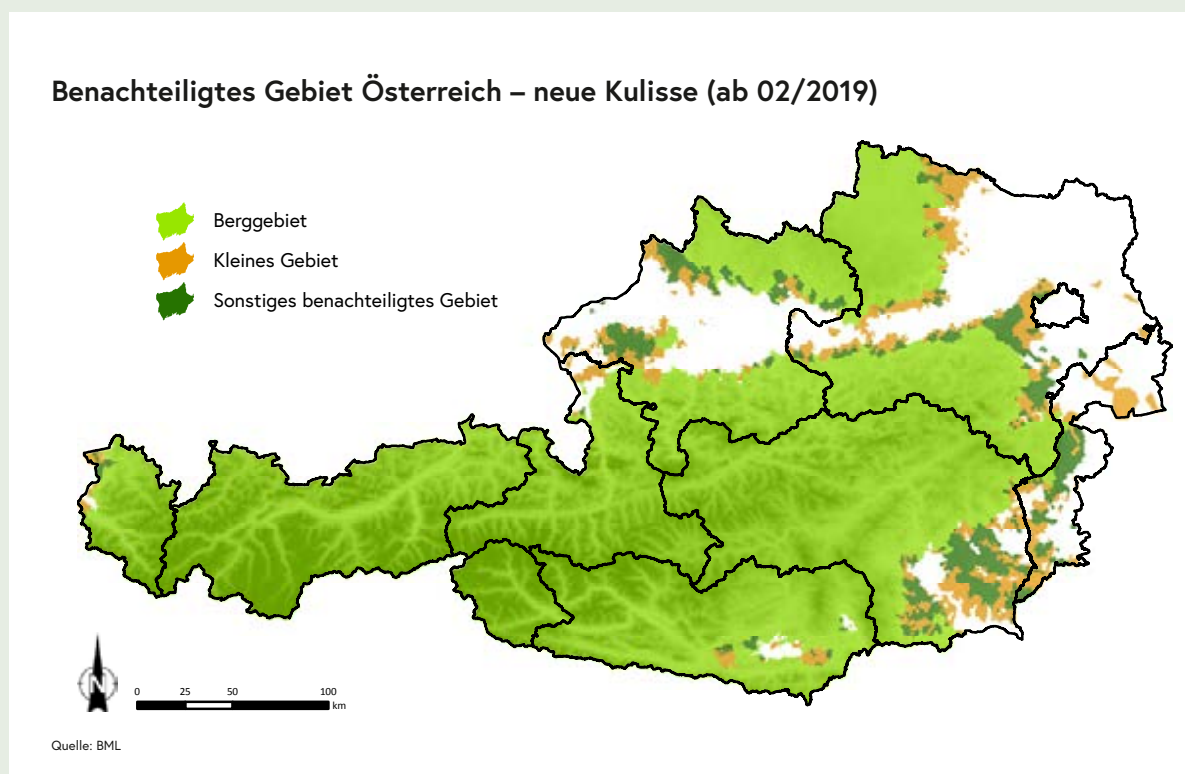 Benachteiligtes Gebiet Österreich – neue Kulisse (ab 02/2019)
Berggebiet
Kleines Gebiet
Sonstiges benachteiligtes Gebiet
N
0 25 50 100
km
Quelle: BML